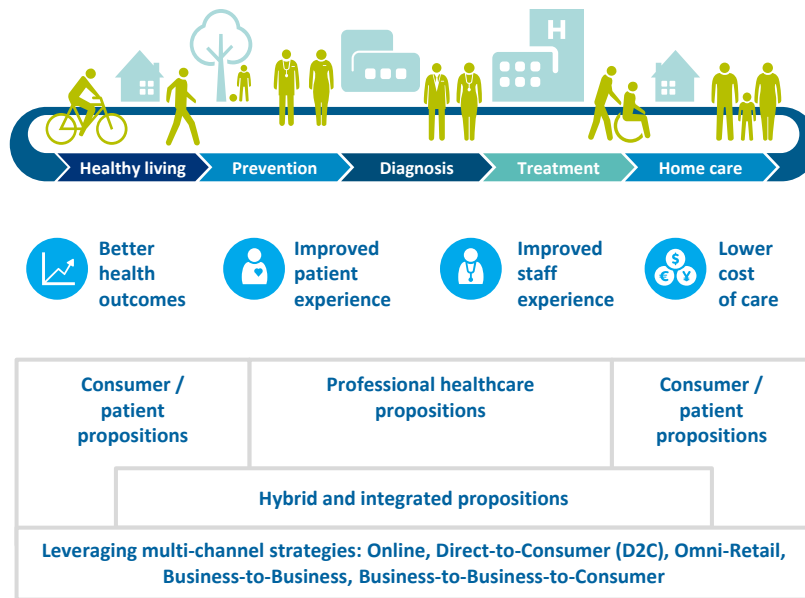 H
Healthy living
Prevention
Diagnosis
Treatment
Home care
Better
health
outcomes
Improved
patient
experience
Improved
staff
experience
$
€ ¥
Lower
cost
of care
Consumer /
patient
propositions
Professional healthcare
propositions
Consumer /
patient
propositions
Hybrid and integrated propositions
Leveraging multi-channel strategies: Online, Direct-to-Consumer (D2C), Omni-Retail,
Business-to-Business, Business-to-Business-to-Consumer